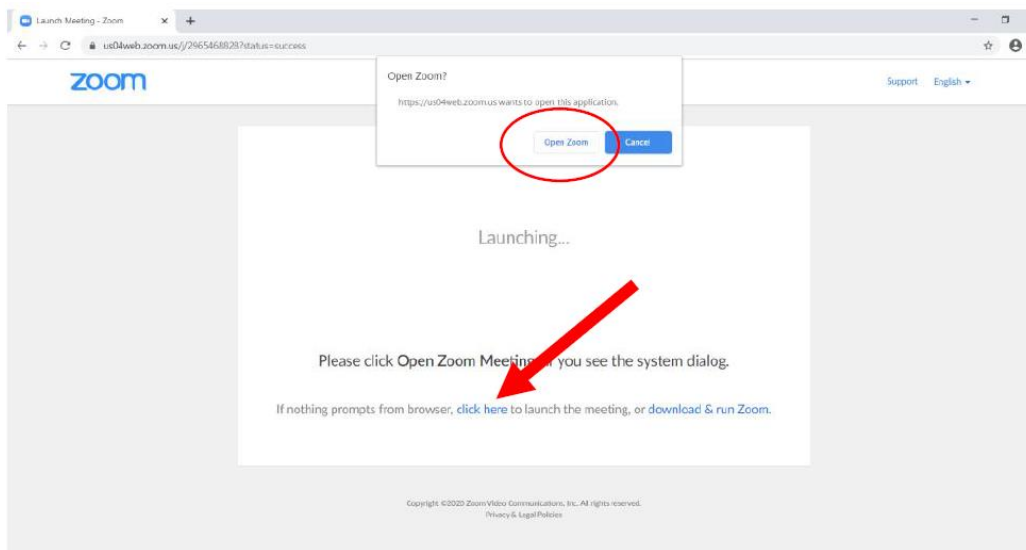 Launch Meeting - Zoom
us04web.zoom.us/j/2965468828?status=success
zoom
Support English
Open Zoom?
https://us04web.zoom.us wants to open this application.
Open Zoom Cancel
Launching...
Please click Open Zoom Meeting you see the system dialog.
If nothing prompts from browser, click here to launch the meeting, or download & run Zoom.
Copyright ©2020 Zoom Video Communications, Inc. All rights reserved.
Privacy & Legal Policies